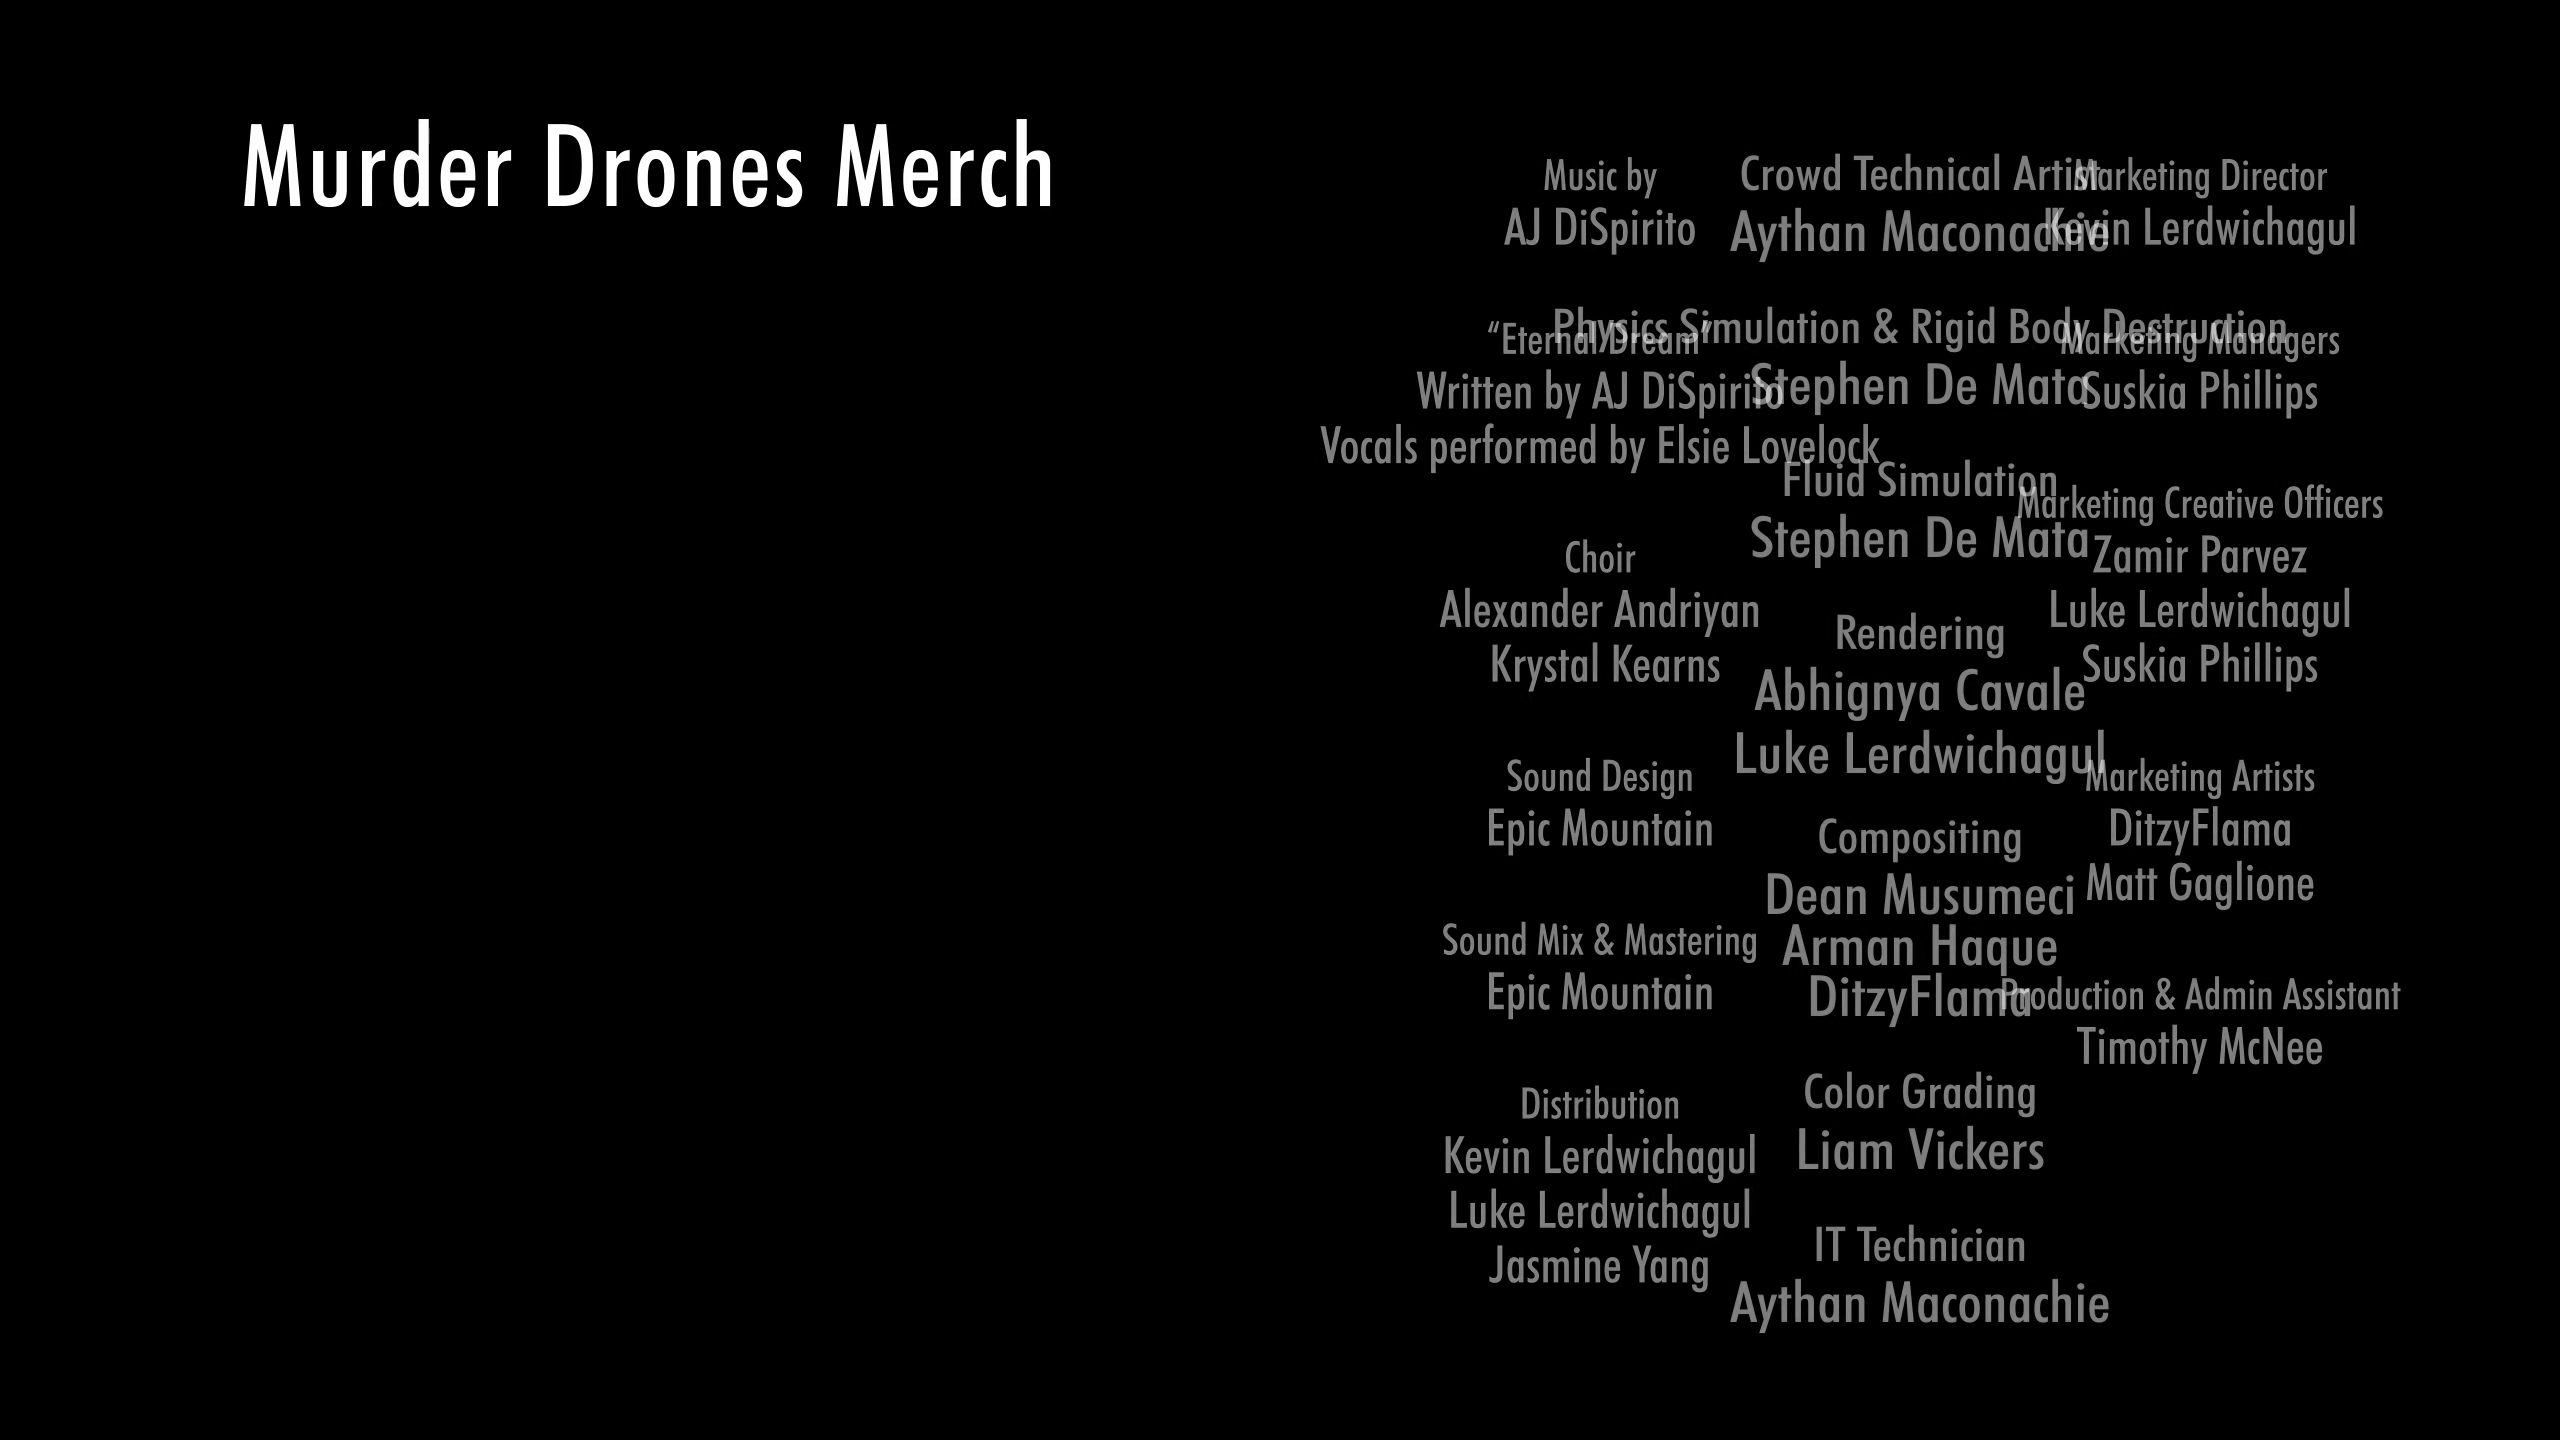 Murder Drones Merch
Music by
AJ DiSpirito
“Eternal Dream”
Written by AJ DiSpirito
Vocals performed by Elsie Lovelock
Choir
Alexander Andriyan
Krystal Kearns
Sound Design
Epic Mountain
Sound Mix & Mastering
Epic Mountain
Distribution
Kevin Lerdwichagul
Luke Lerdwichagul
Jasmine Yang
Crowd Technical Artist
Aythan Maconachie
Physics Simulation & Rigid Body Destruction
Stephen De Mata
Fluid Simulation
Stephen De Mata
Rendering
Abhignya Cavale
Luke Lerdwichagul
Compositing
Dean Musumeci
Arman Haque
DitzyFlama
Color Grading
Liam Vickers
IT Technician
Aythan Maconachie
Marketing Director
Kevin Lerdwichagul
Marketing Managers
Suskia Phillips
Marketing Creative Officers
Zamir Parvez
Luke Lerdwichagul
Suskia Phillips
Marketing Artists
DitzyFlama
Matt Gaglione
Production & Admin Assistant
Timothy McNee